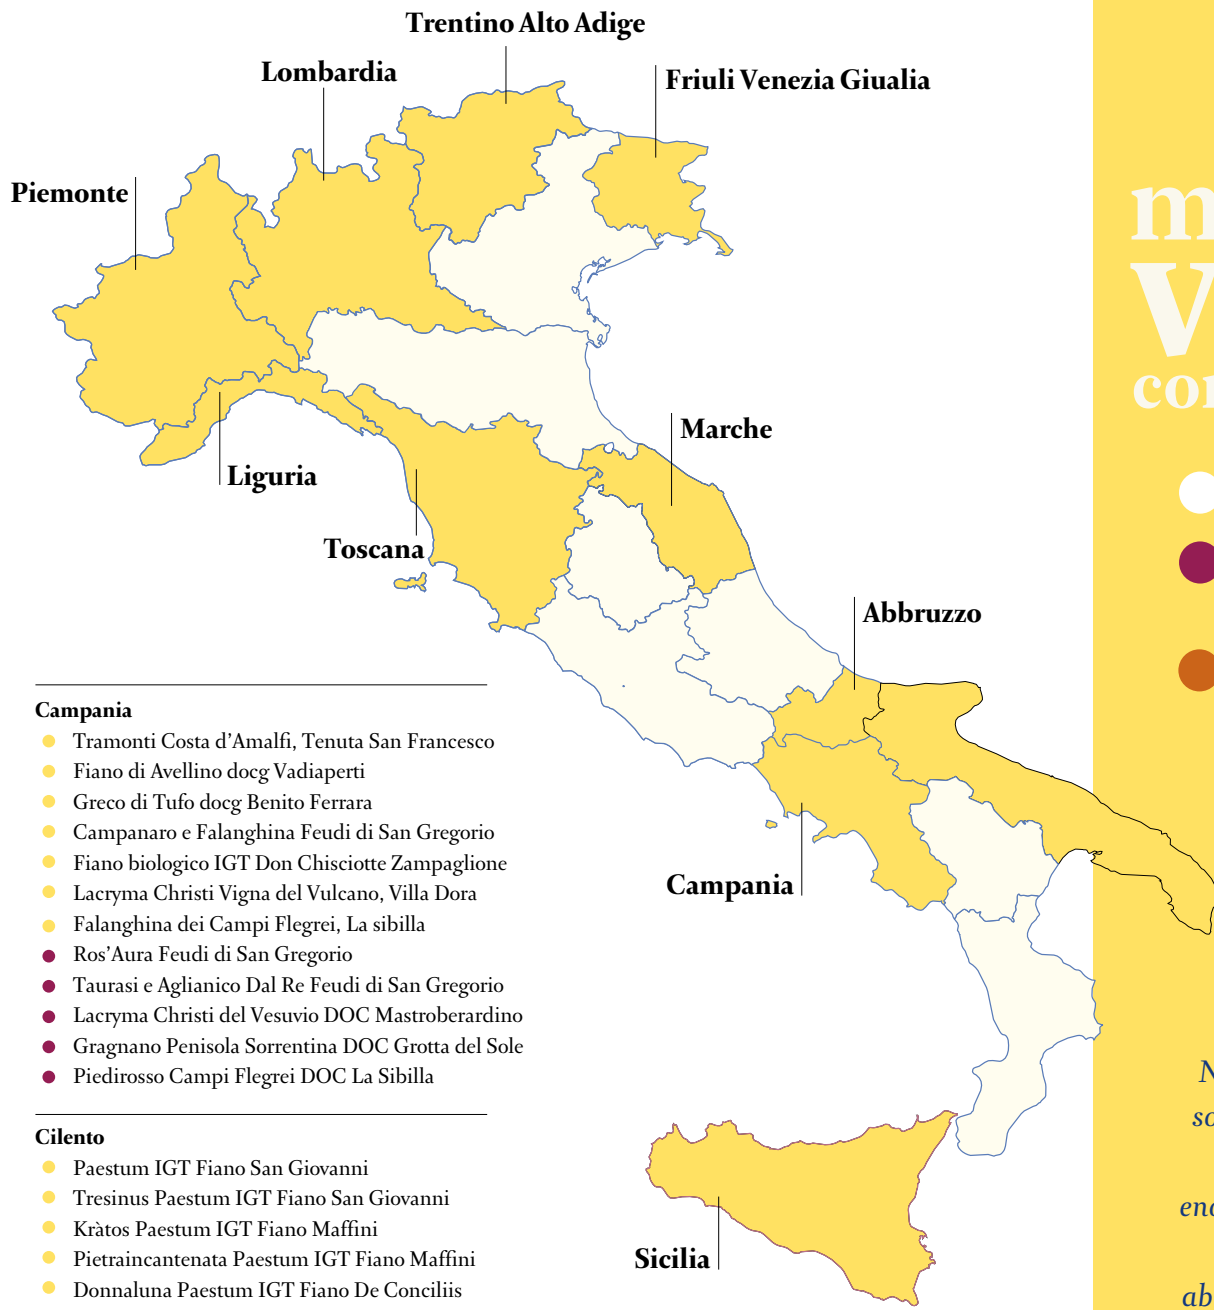 Trentino Alto Adige
Lombardia
Friuli Venezia Giualia
Piemonte
Marche
Liguria
Toscana
Abbruzzo
Campania
Sicilia
Campania
Tramonti Costa d'Amalfi, Tenuta San Francesco
Fiano di Avellino docg Vadiaperti
Greco di Tufo docg Benito Ferrara
Campanaro e Falanghina Feudi di San Gregorio
Fiano biologico IGT Don Chisciotte Zampaglione
Lacryma Christi Vigna del Vulcano, Villa Dora
Falanghina dei Campi Flegrei, La sibilla
Ros'Aura Feudi di San Gregorio
Taurasi e Aglianico Dal Re Feudi di San Gregorio
Lacryma Christi del Vesuvio DOC Mastroberardino
Gragnano Penisola Sorrentina DOC Grotta del Sole
Piedirosso Campi Flegrei DOC La Sibilla
Cilento
Paestum IGT Fiano San Giovanni
Tresinus Paestum IGT Fiano San Giovanni
Kràtos Paestum IGT Fiano Maffini
Pietraincantenata Paestum IGT Fiano Maffini
Donnaluna Paestum IGT Fiano De Conciliis